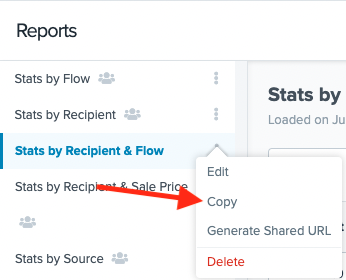 Reports
Stats by Flow
Stats by Recipient
Stats by
Loaded on Ju
Stats by Recipient & Flow
Edit
Stats by Recipient & Sale Price
Copy
Generate Shared URL
Stats by Source
Delete